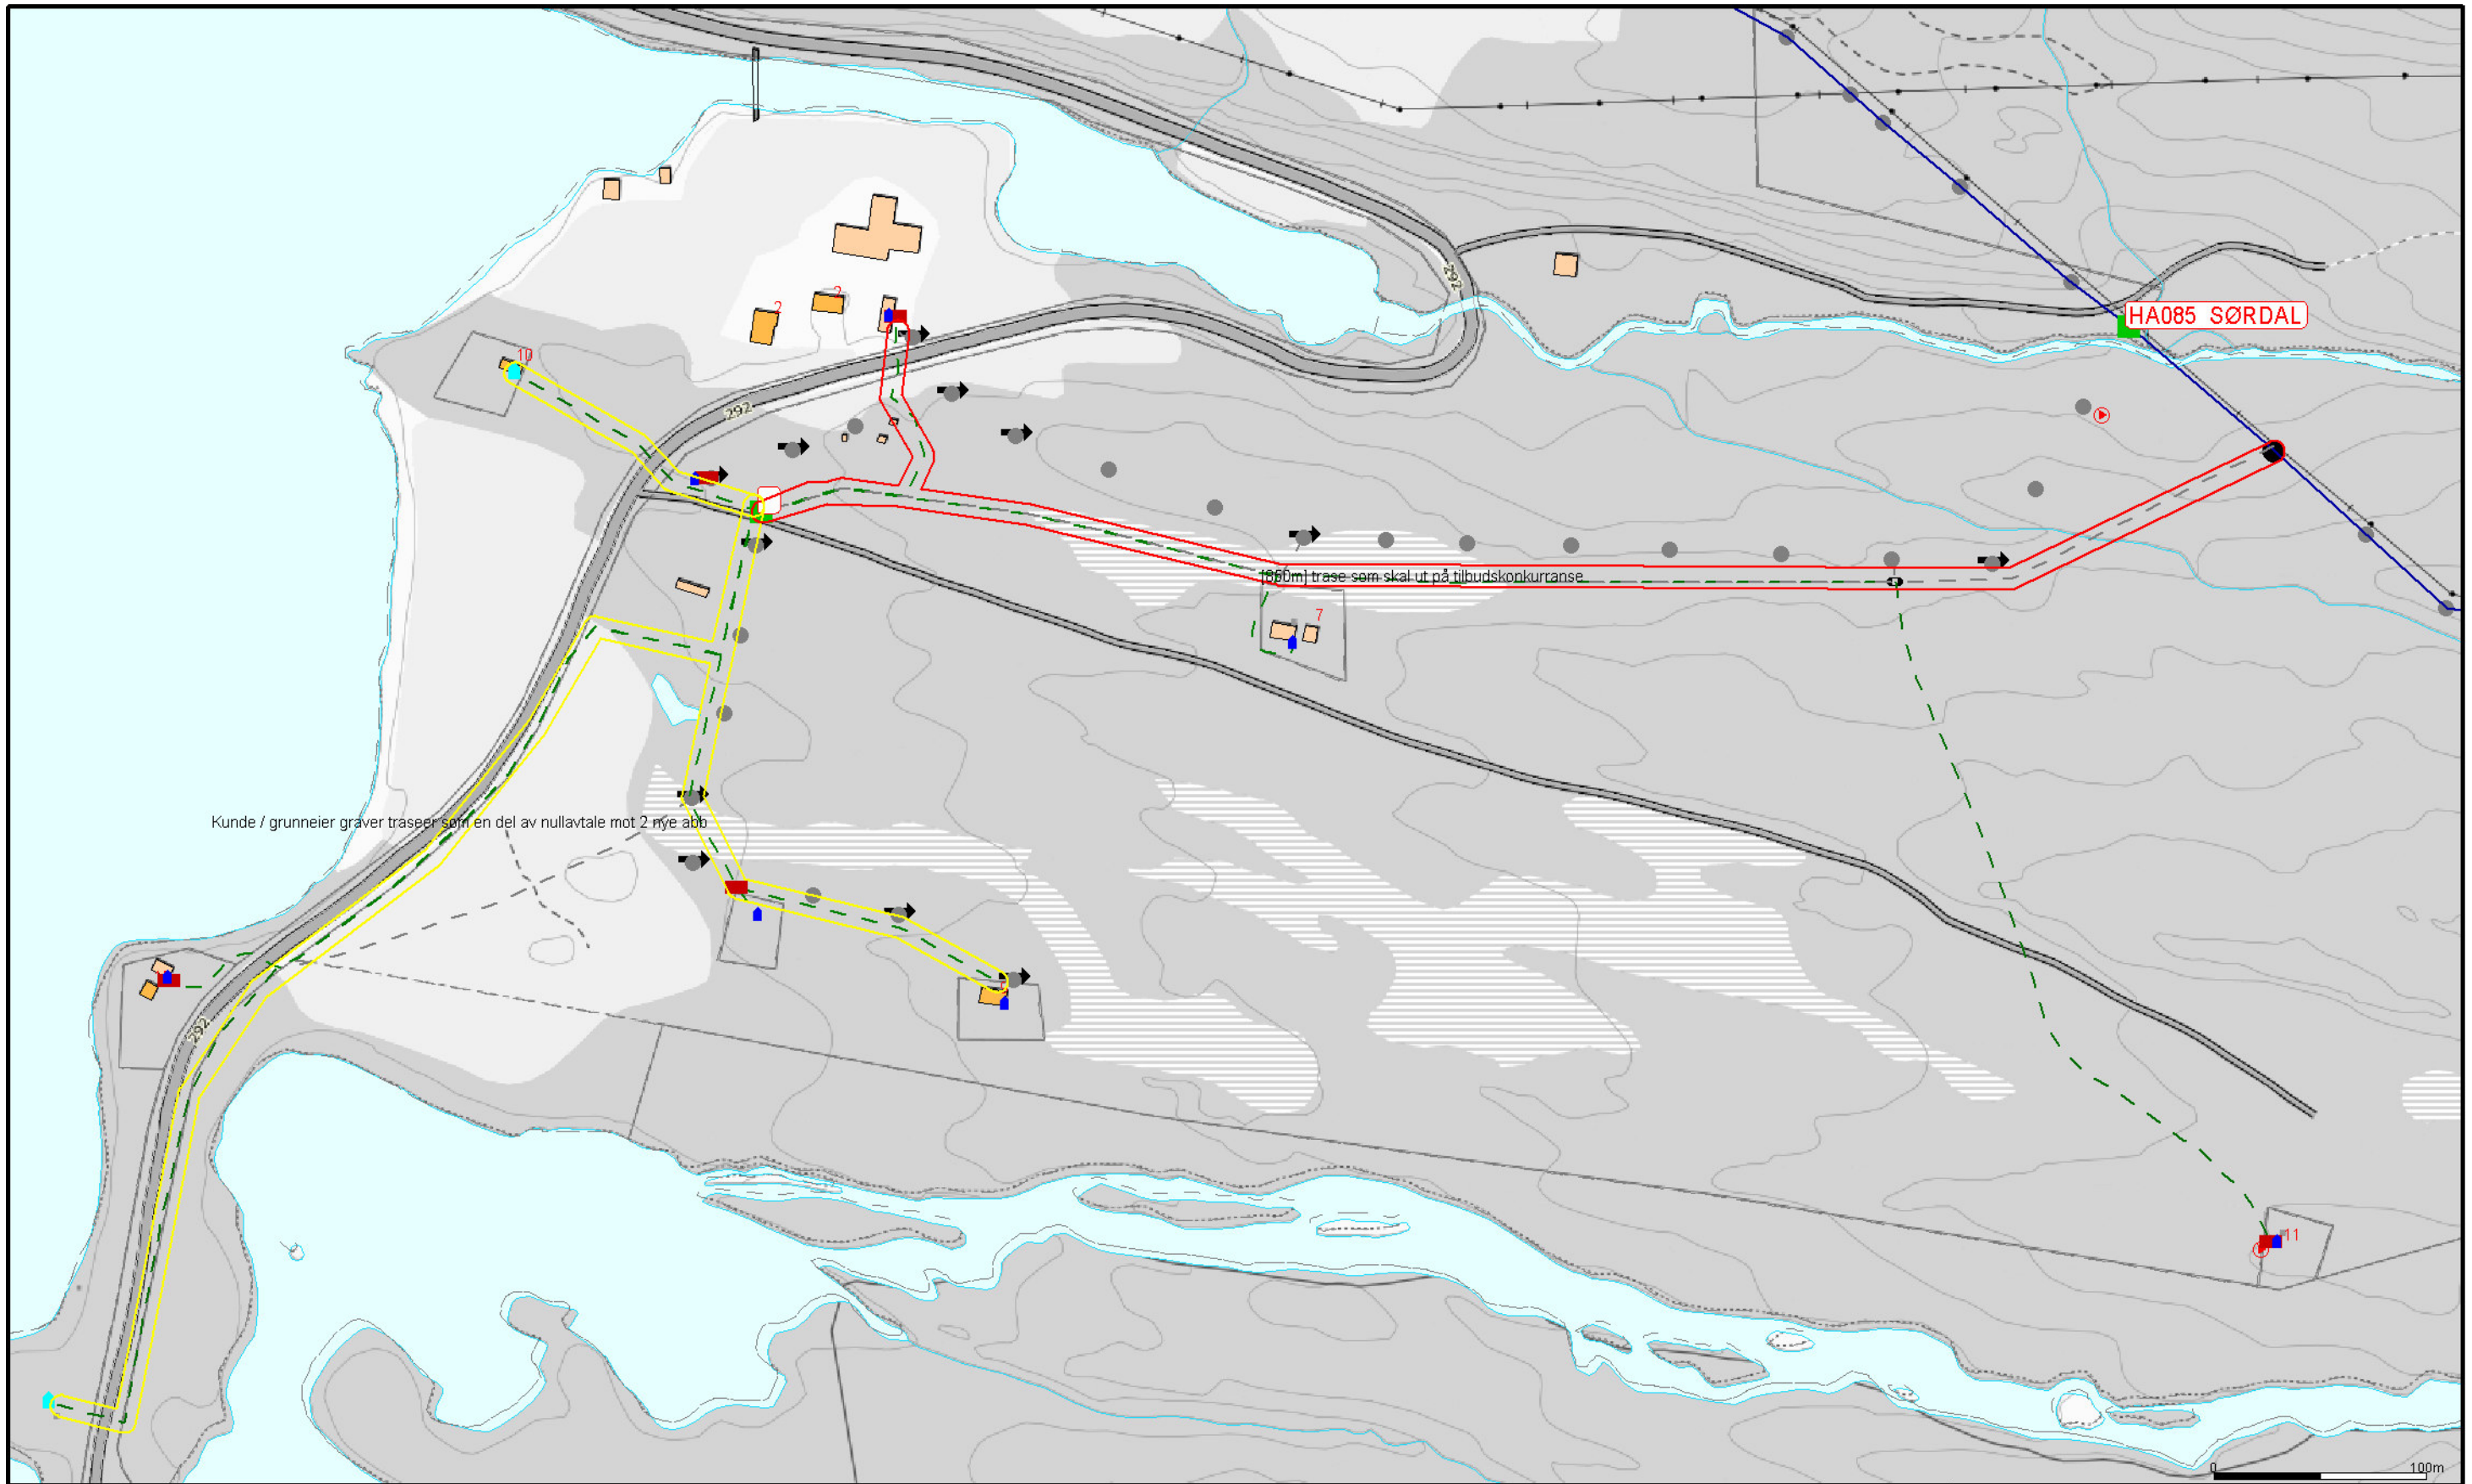 292
HA085 SØRDAL
2
2
10
292
[860m] trase som skal ut på tilbudskonkurranse
7
Kunde / grunneier graver traseer som en del av nullavtale mot 2 nye abb
292
11
0 100m